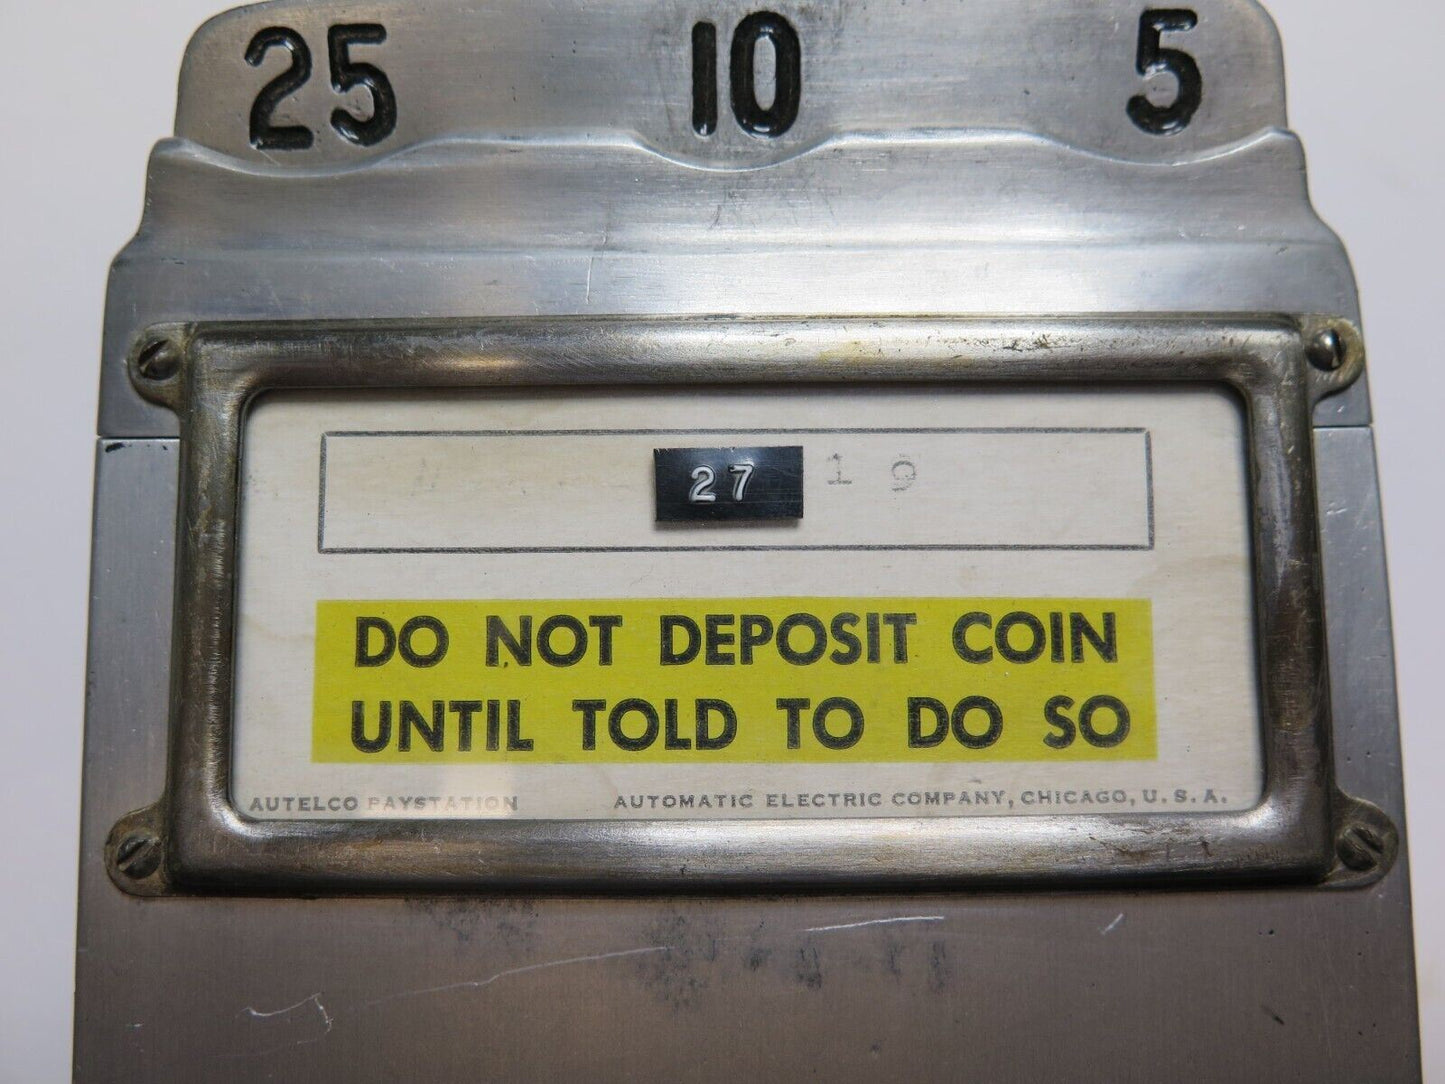 25 10 5
27 19
DO NOT DEPOSIT COIN
UNTIL TOLD TO DO SO
AUTELCO PAYSTATION AUTOMATIC ELECTRIC COMPANY, CHICAGO, U. S. A.